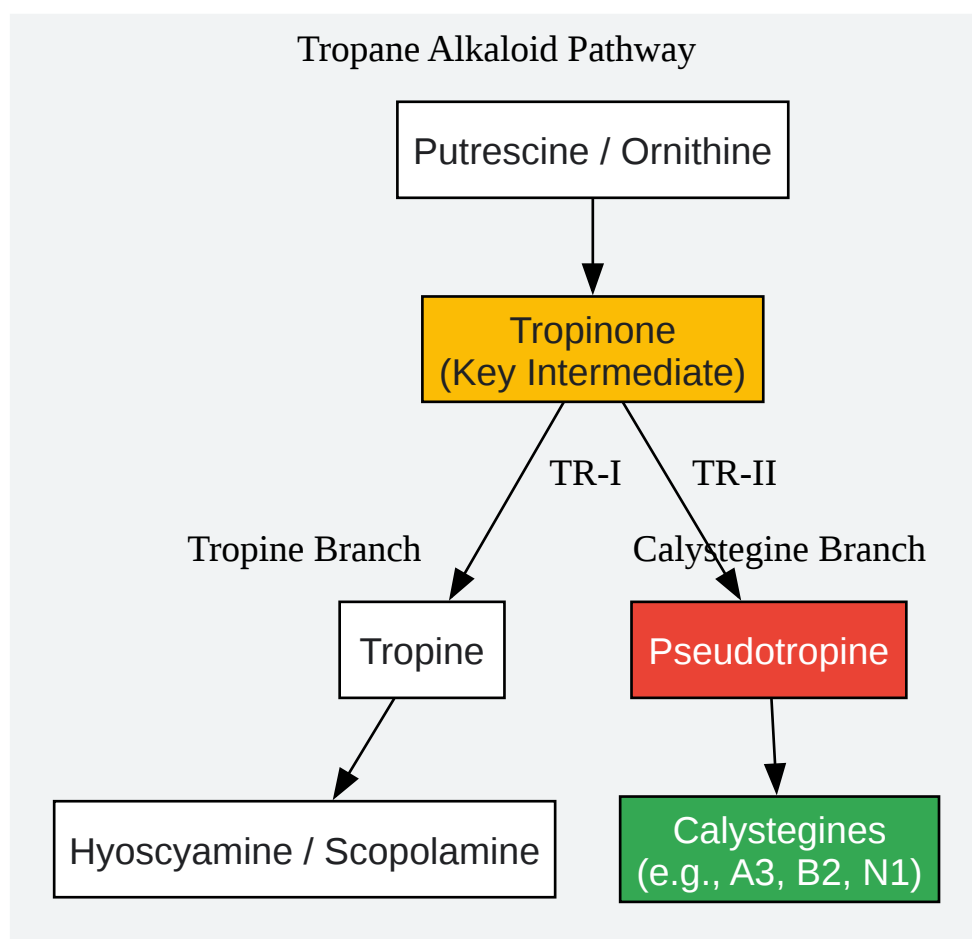 Tropane Alkaloid Pathway
Putrescine / Ornithine
Tropinone
(Key Intermediate)
TR-I
TR-II
Tropine Branch
Calystegine Branch
Tropine
Pseudotropine
Hyoscyamine / Scopolamine
Calystegines
(e.g., A3, B2, N1)